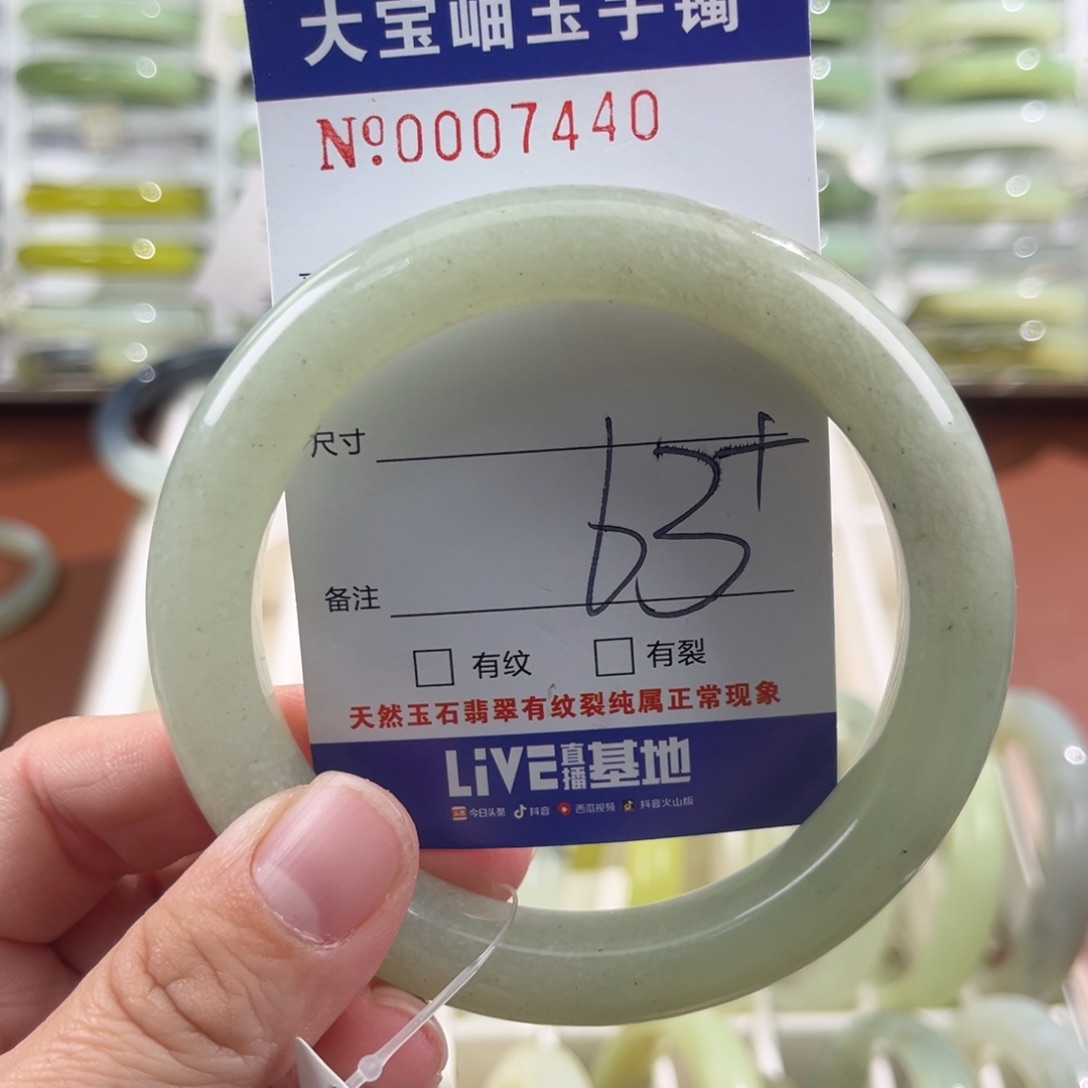 大宝岫玉手镯
№0007440
尺寸
63+
备注
有纹 有裂
天然玉石翡翠有纹裂纯属正常现象
LiVE直播基地
今日头条 抖音 西瓜视频 抖音火山版